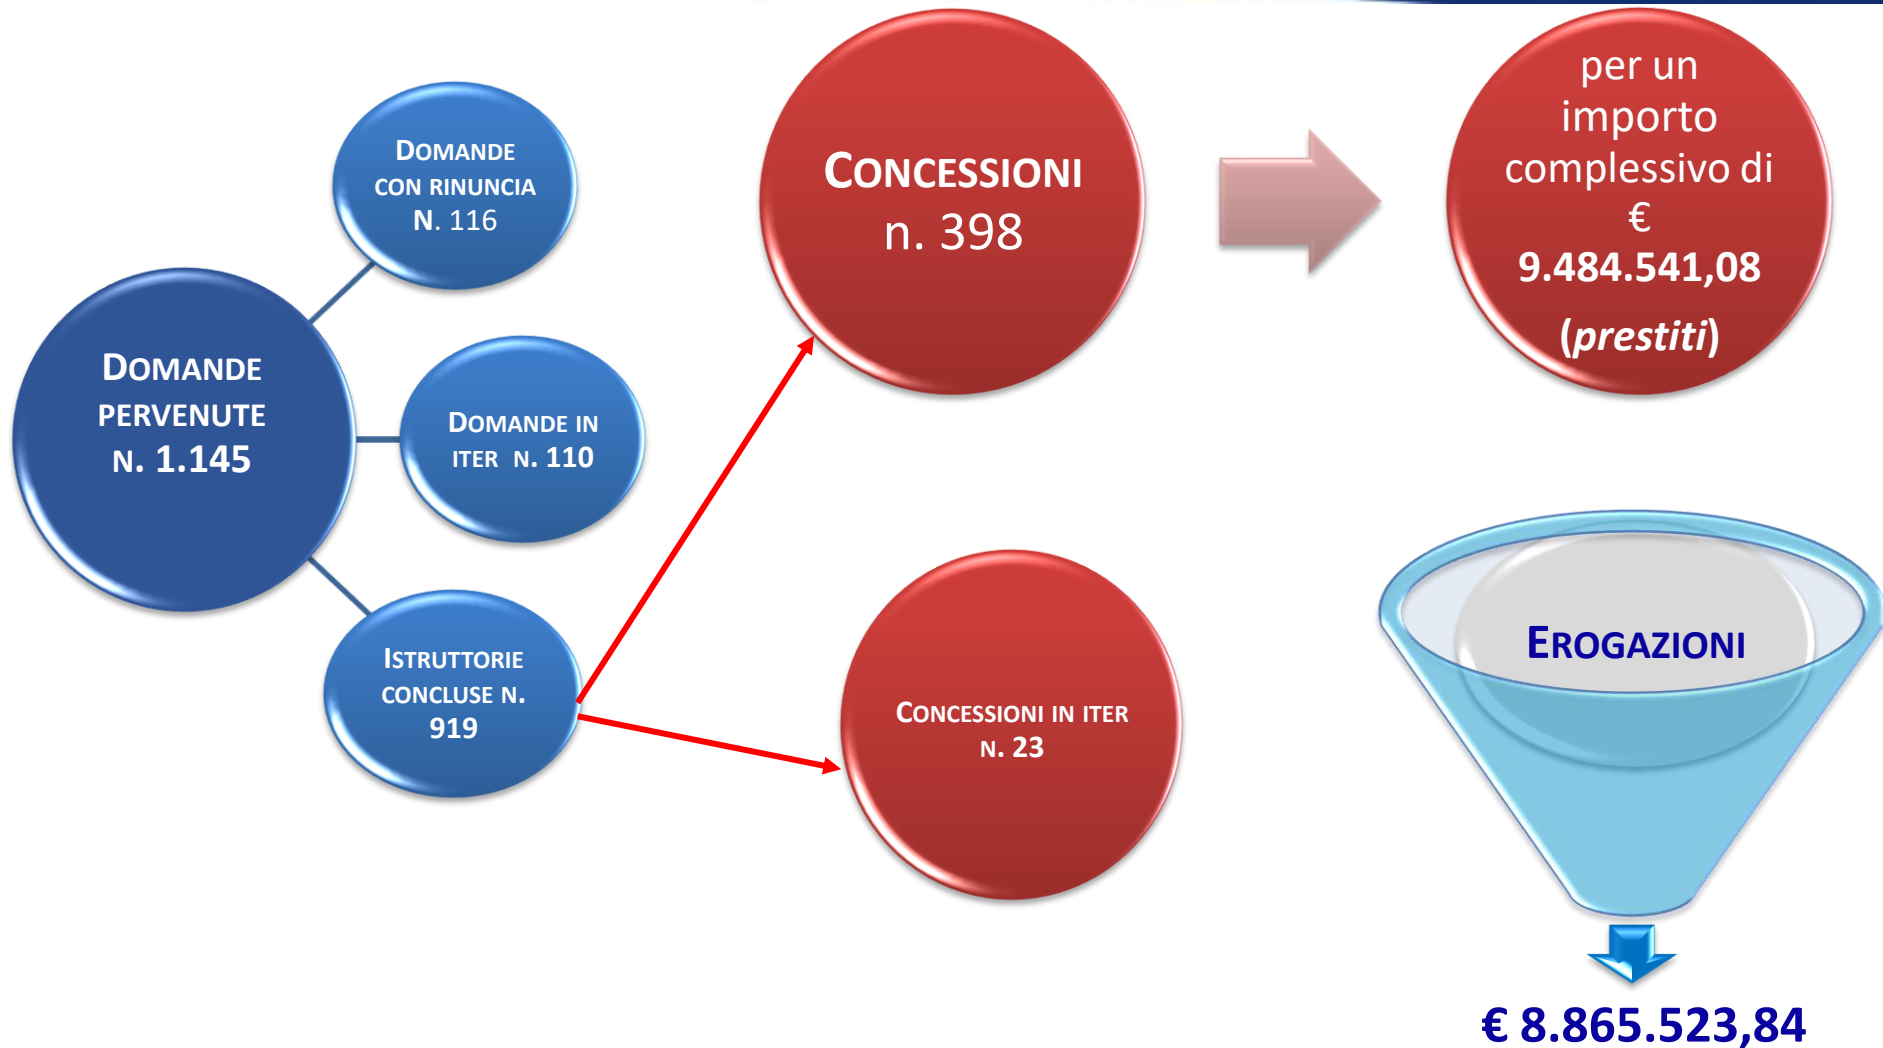 DOMANDE
CON RINUNCIA
N. 116
DOMANDE
PERVENUTE
N. 1.145
DOMANDE IN
ITER N. 110
ISTRUTTORIE
CONCLUSE N.
919
CONCESSIONI
n. 398
per un
importo
complessivo di
€
9.484.541,08
(prestiti)
CONCESSIONI IN ITER
N. 23
EROGAZIONI
€ 8.865.523,84